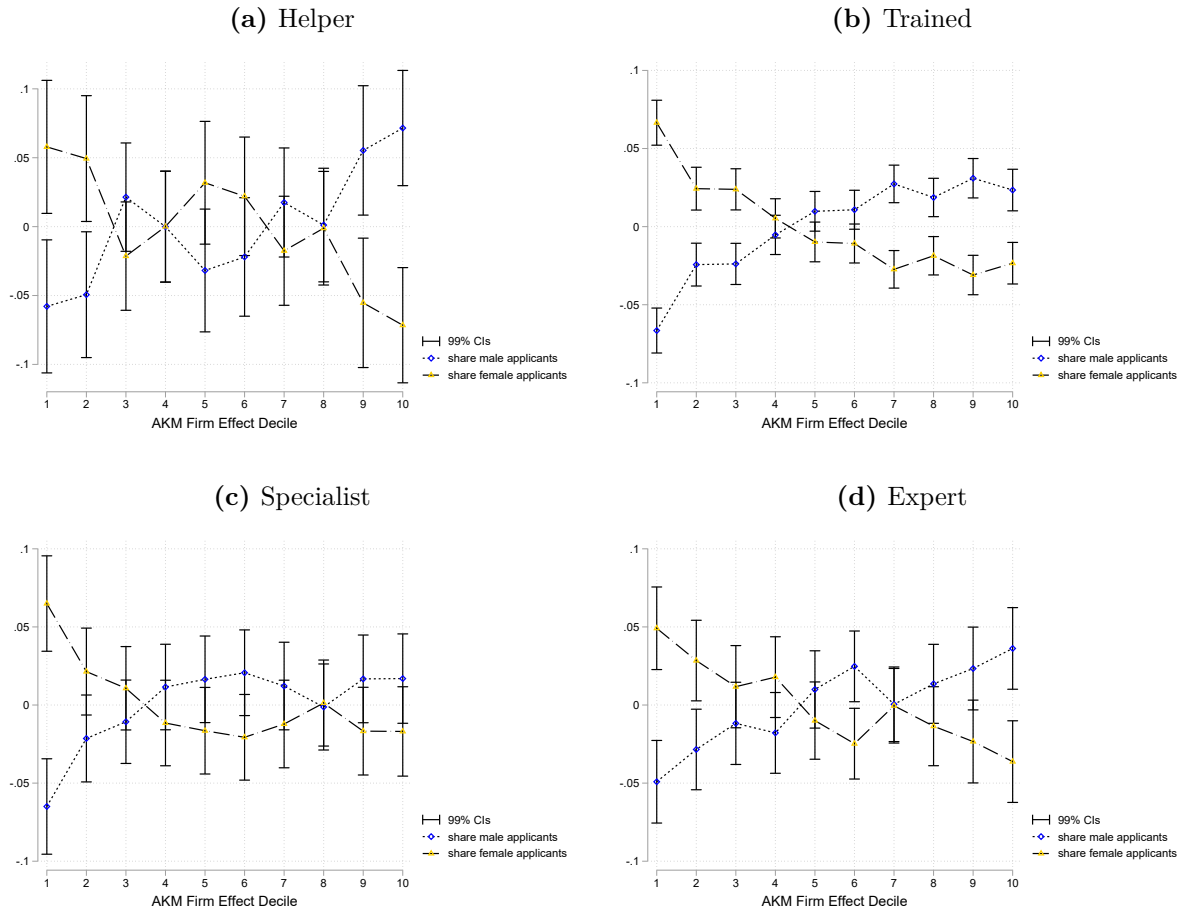 (a) Helper
.1
.05
0
-.05
-.1
1 2 3 4 5 6 7 8 9 10
AKM Firm Effect Decile
99% CIs
share male applicants
share female applicants
(b) Trained
.1
.05
0
-.05
-.1
1 2 3 4 5 6 7 8 9 10
AKM Firm Effect Decile
99% CIs
share male applicants
share female applicants
(c) Specialist
.1
.05
0
-.05
-.1
1 2 3 4 5 6 7 8 9 10
AKM Firm Effect Decile
99% CIs
share male applicants
share female applicants
(d) Expert
.1
.05
0
-.05
-.1
1 2 3 4 5 6 7 8 9 10
AKM Firm Effect Decile
99% CIs
share male applicants
share female applicants